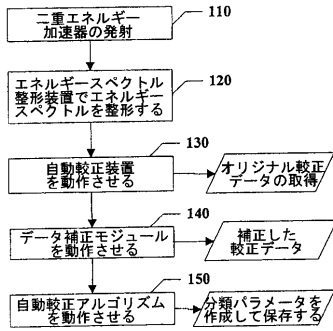 二重エネルギー
加速器の発射
110
エネルギースペクトル
整形装置でエネルギー
スペクトルを整形する
120
自動較正装置
を動作させる
130
オリジナル較正
データの取得
データ補正モジュール
を動作させる
140
補正した
較正データ
自動較正アルゴリズム
を動作させる
150
分類パラメータを
作成して保存する